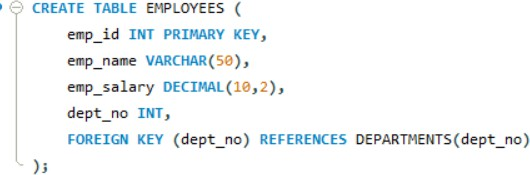 CREATE TABLE EMPLOYEES (
emp_id INT PRIMARY KEY,
emp_name VARCHAR(50),
emp_salary DECIMAL(10,2),
dept_no INT,
FOREIGN KEY (dept_no) REFERENCES DEPARTMENTS(dept_no)
);